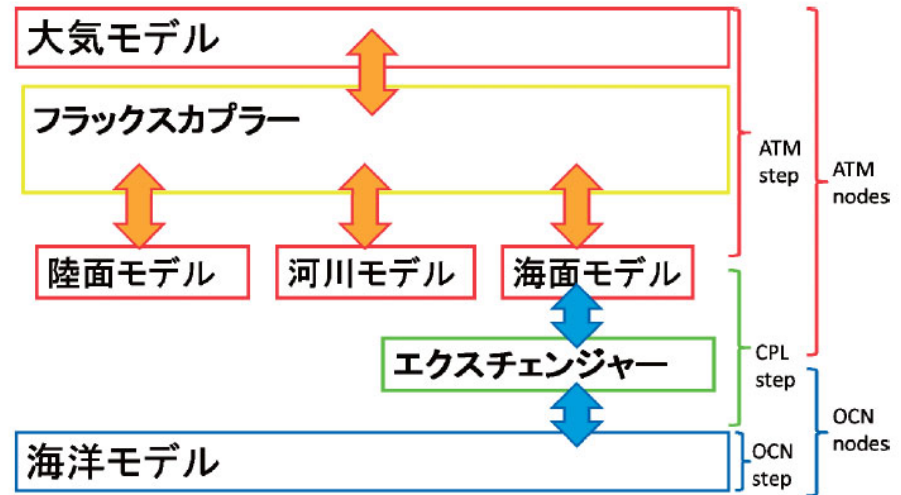 大気モデル
フラックスカプラー
陸面モデル
河川モデル
海面モデル
エクスチェンジャー
海洋モデル
ATM
step
ATM
nodes
CPL
step
OCN
nodes
OCN
step